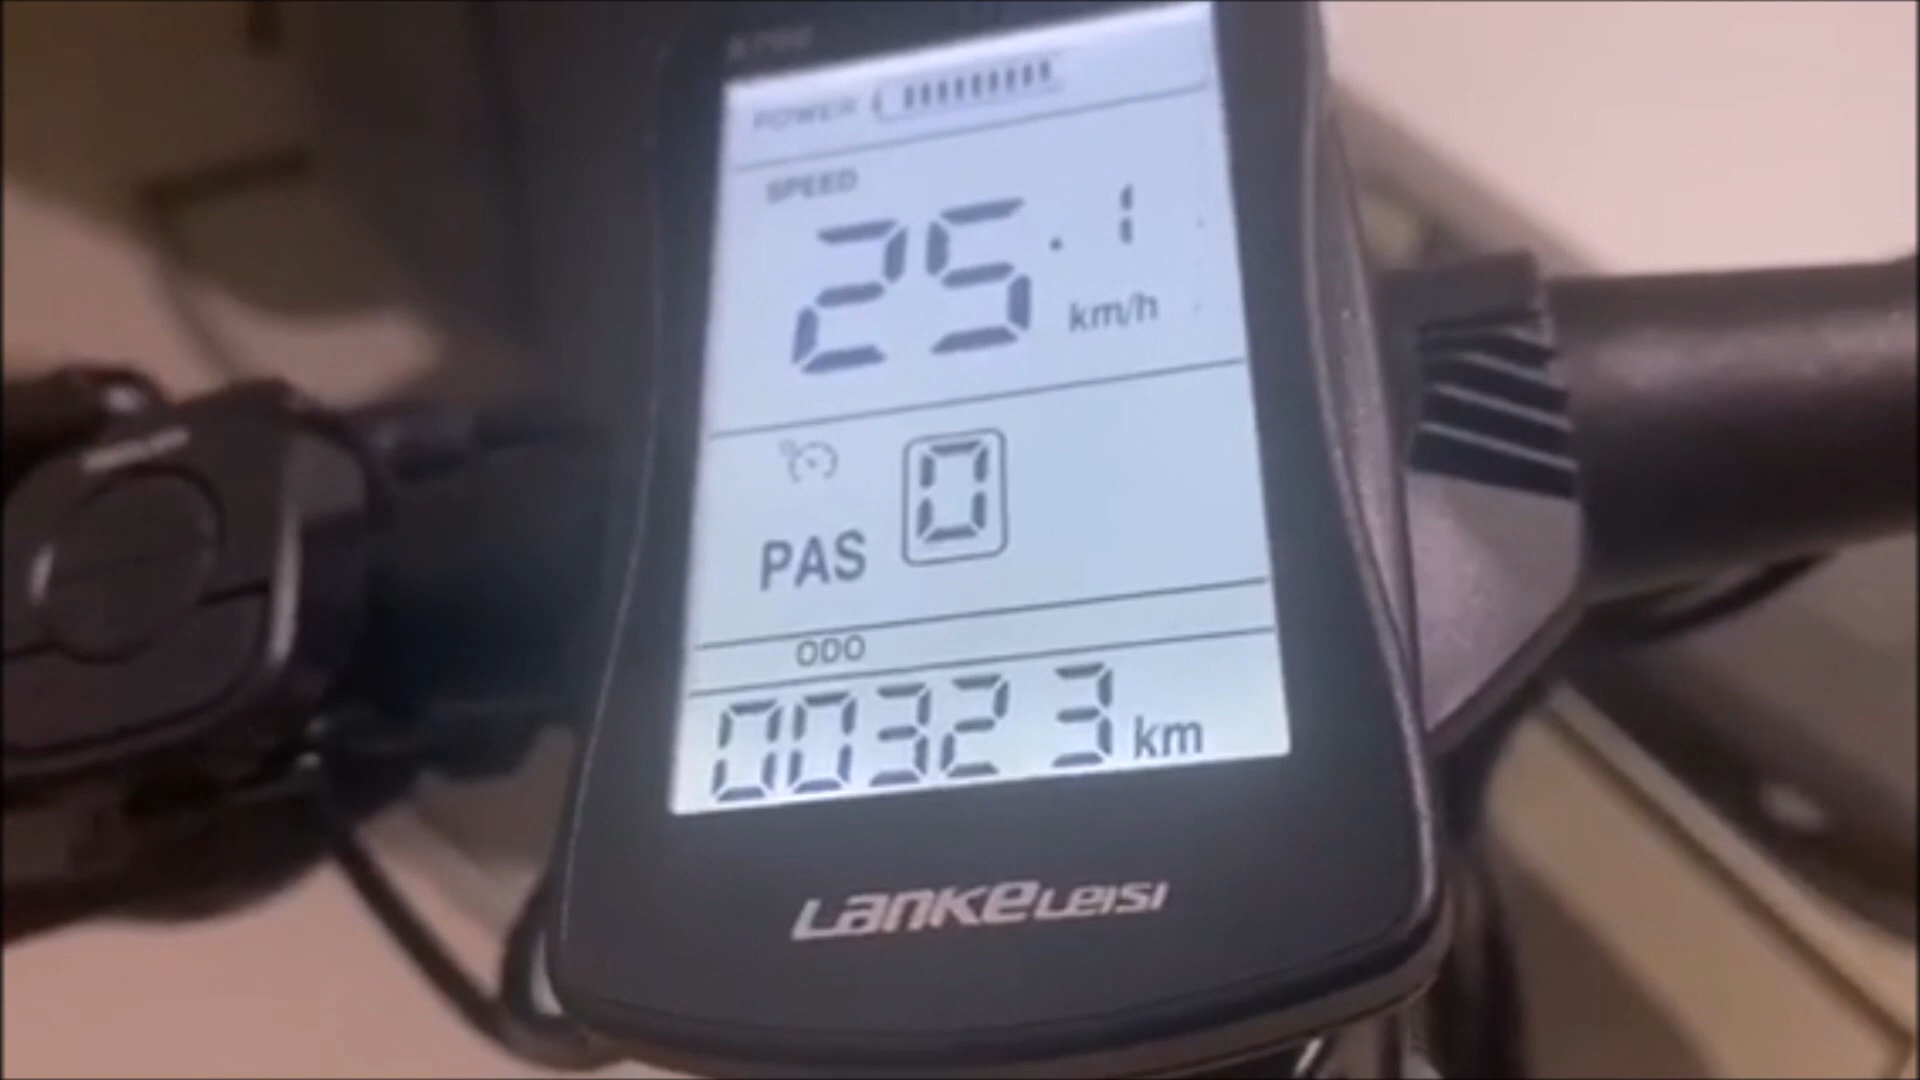 POWER
SPEED
25.1
km/h
PAS 0
ODO
00323 km
LANKELEISI